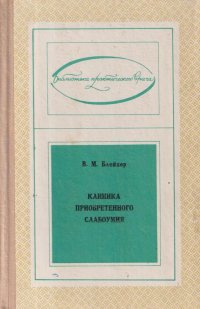 Библиотека практического врача
В. М. Блейхер
КЛИНИКА
ПРИОБРЕТЕННОГО
СЛАБОУМИЯ